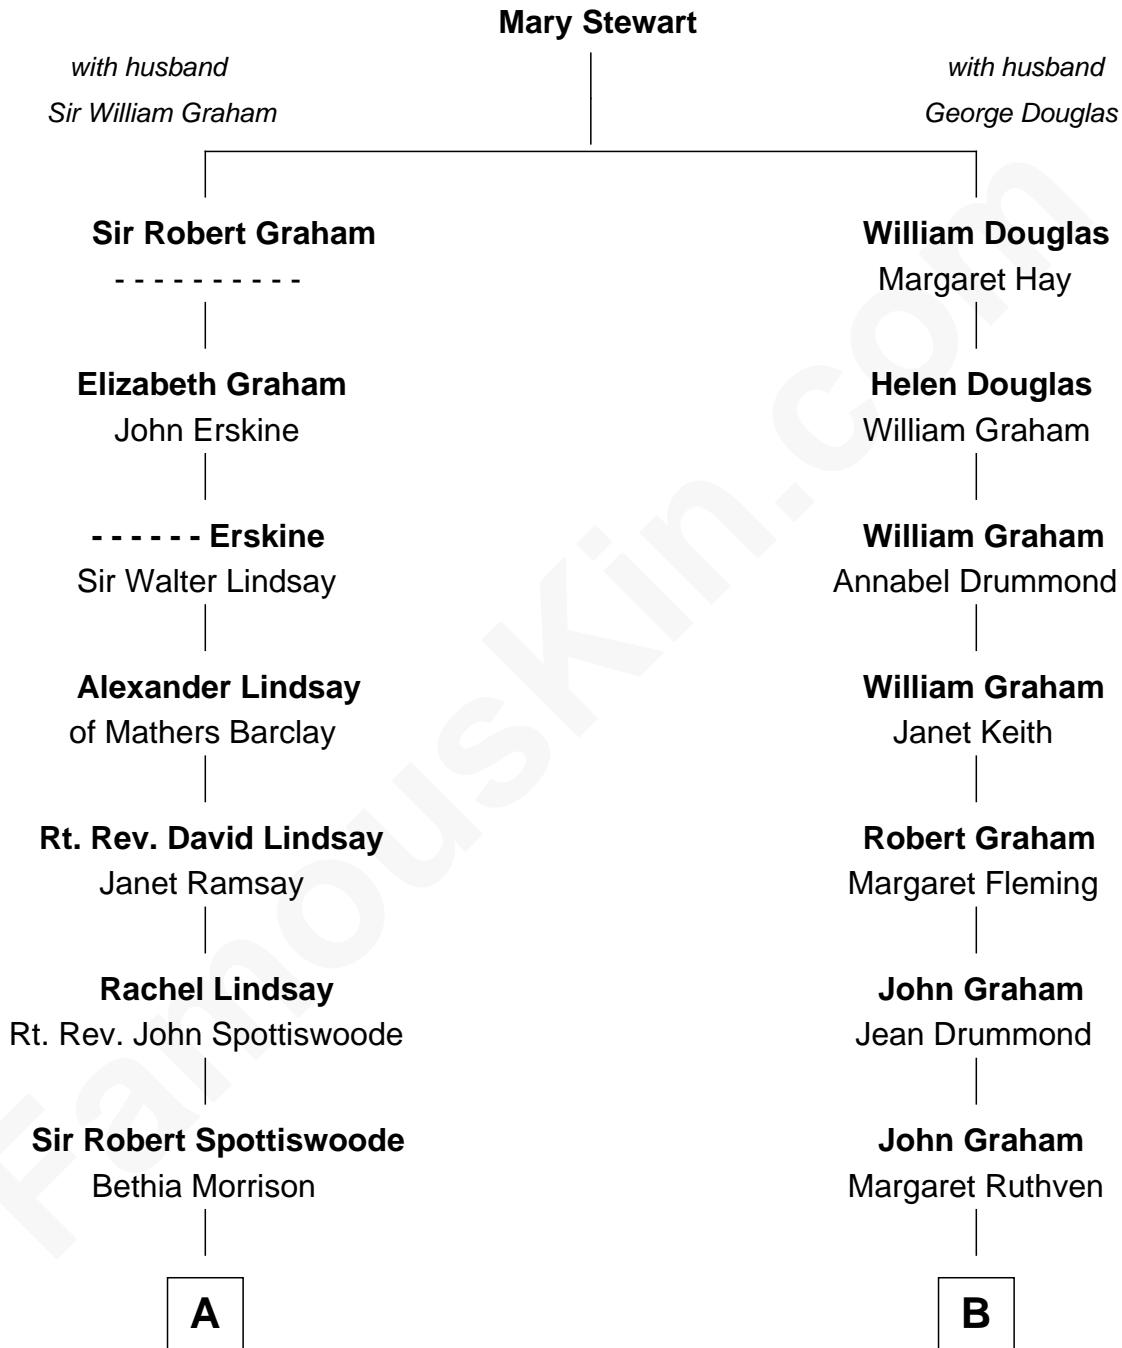 Mary Stewart
with husband
Sir William Graham
with husband
George Douglas
Sir Robert Graham
- - - - - - - - - -
Elizabeth Graham
John Erskine
- - - - - - Erskine
Sir Walter Lindsay
Alexander Lindsay
of Mathers Barclay
Rt. Rev. David Lindsay
Janet Ramsay
Rachel Lindsay
Rt. Rev. John Spottiswoode
Sir Robert Spottiswoode
Bethia Morrison
A
William Douglas
Margaret Hay
Helen Douglas
William Graham
William Graham
Annabel Drummond
William Graham
Janet Keith
Robert Graham
Margaret Fleming
John Graham
Jean Drummond
John Graham
Margaret Ruthven
B
FamousKin.com